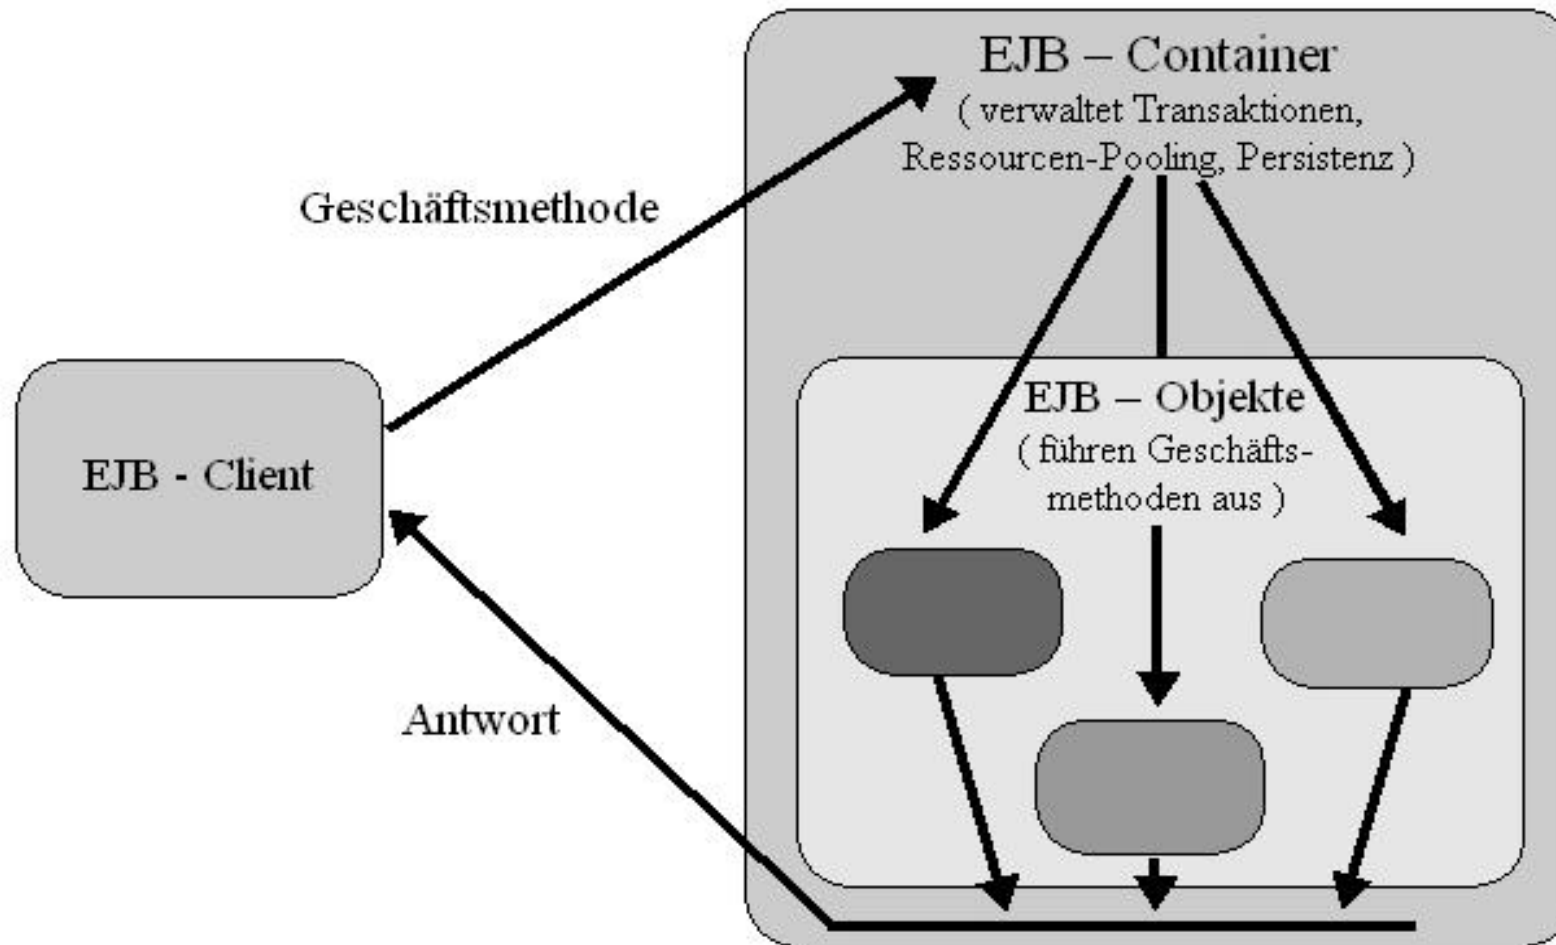 EJB – Container
( verwaltet Transaktionen,
Ressourcen-Pooling, Persistenz )
Geschäftsmethode
EJB – Objekte
( führen Geschäfts-
methoden aus )
EJB - Client
Antwort